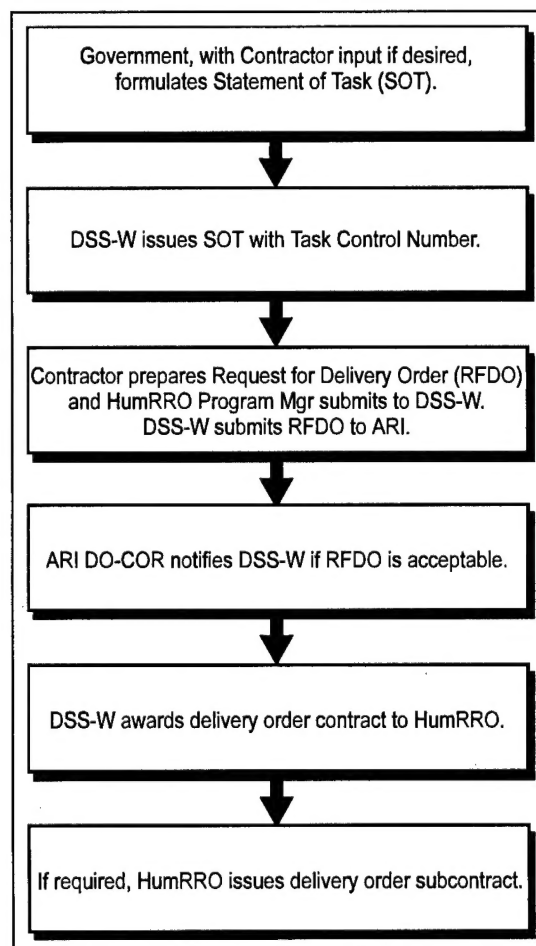 Government, with Contractor input if desired,
formulates Statement of Task (SOT).
DSS-W issues SOT with Task Control Number.
Contractor prepares Request for Delivery Order (RFDO)
and HumRRO Program Mgr submits to DSS-W.
DSS-W submits RFDO to ARI.
ARI DO-COR notifies DSS-W if RFDO is acceptable.
DSS-W awards delivery order contract to HumRRO.
If required, HumRRO issues delivery order subcontract.